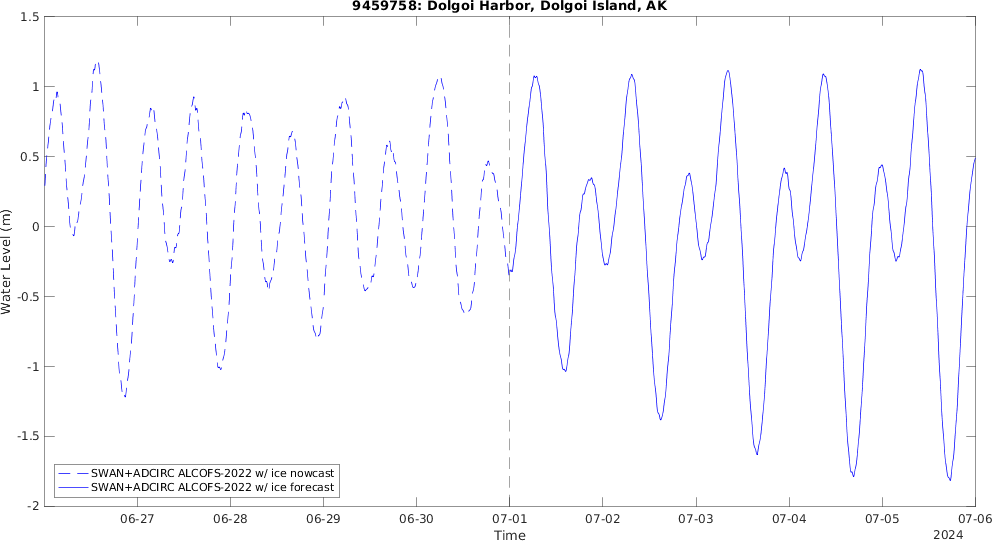 9459758: Dolgoi Harbor, Dolgoi Island, AK
1.5
1
0.5
0
-0.5
-1
-1.5
-2
Water Level (m)
SWAN+ADCIRC ALCOFS-2022 w/ ice nowcast
SWAN+ADCIRC ALCOFS-2022 w/ ice forecast
06-27 06-28 06-29 06-30 07-01 07-02 07-03 07-04 07-05 07-06
Time
2024